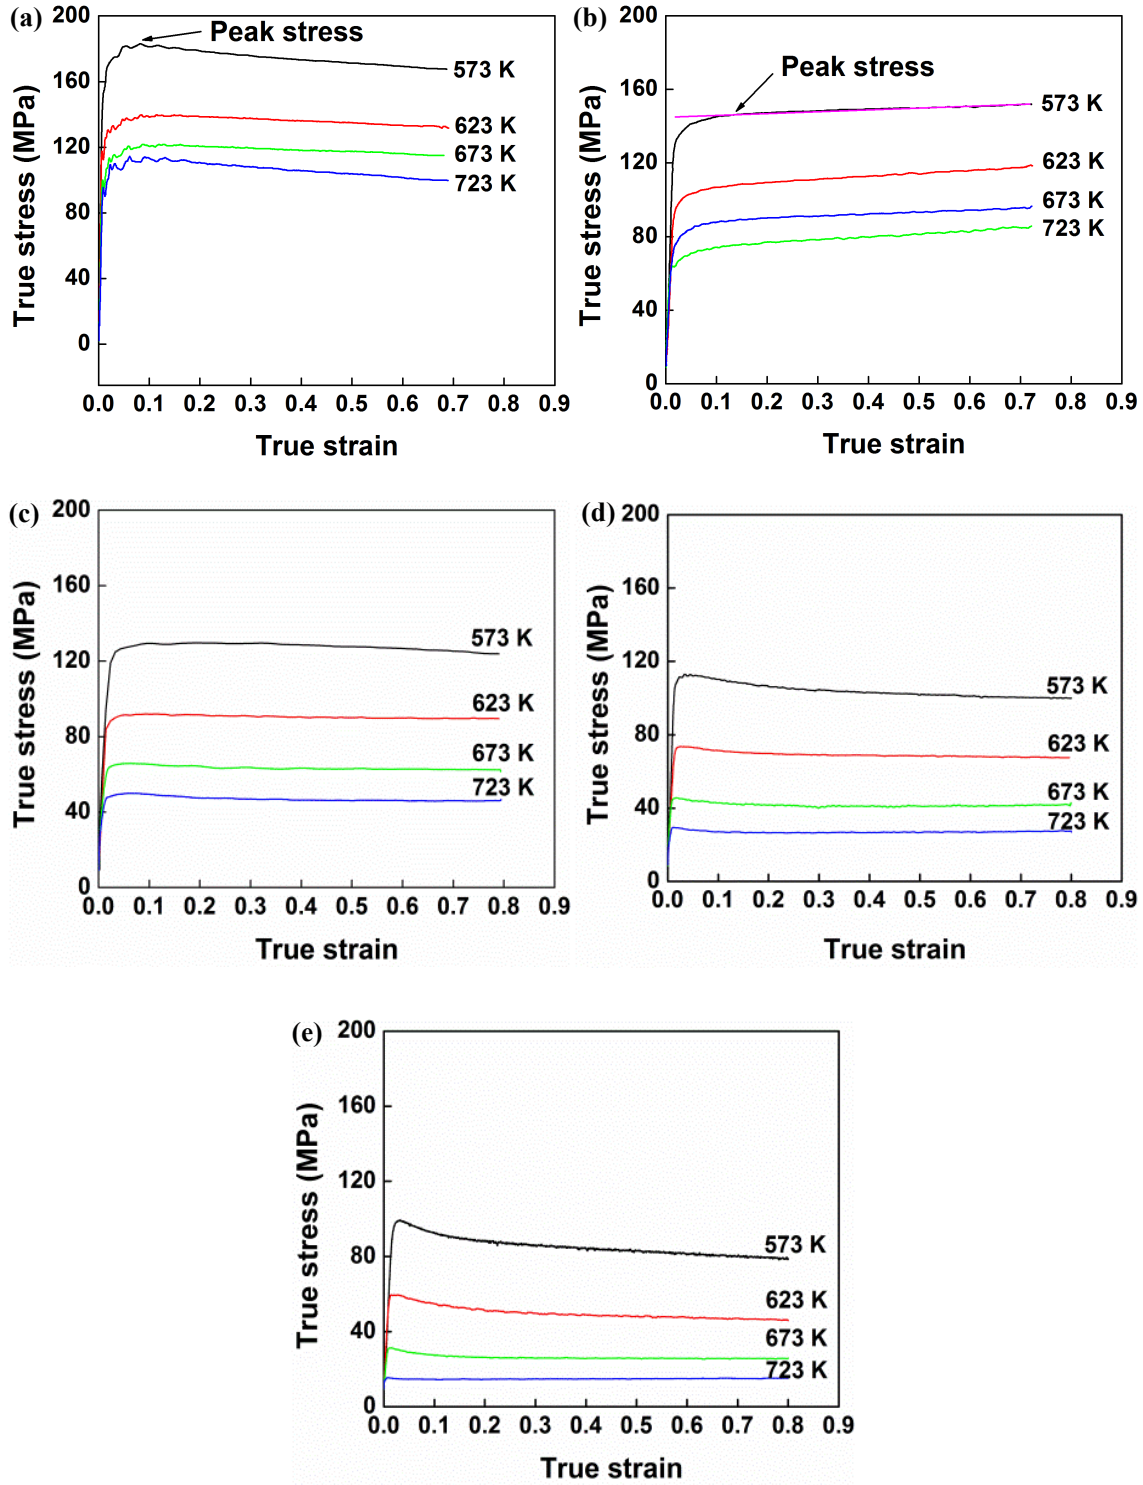 (a)
200
160
120
80
40
0
True stress (MPa)
Peak stress
573 K
623 K
673 K
723 K
0.0 0.1 0.2 0.3 0.4 0.5 0.6 0.7 0.8 0.9
True strain
(b)
200
160
120
80
40
0
True stress (MPa)
Peak stress
573 K
623 K
673 K
723 K
0.0 0.1 0.2 0.3 0.4 0.5 0.6 0.7 0.8 0.9
True strain
(c)
200
160
120
80
40
0
True stress (MPa)
573 K
623 K
673 K
723 K
0.0 0.1 0.2 0.3 0.4 0.5 0.6 0.7 0.8 0.9
True strain
(d)
200
160
120
80
40
0
True stress (MPa)
573 K
623 K
673 K
723 K
0.0 0.1 0.2 0.3 0.4 0.5 0.6 0.7 0.8 0.9
True strain
(e)
200
160
120
80
40
0
True stress (MPa)
573 K
623 K
673 K
723 K
0.0 0.1 0.2 0.3 0.4 0.5 0.6 0.7 0.8 0.9
True strain